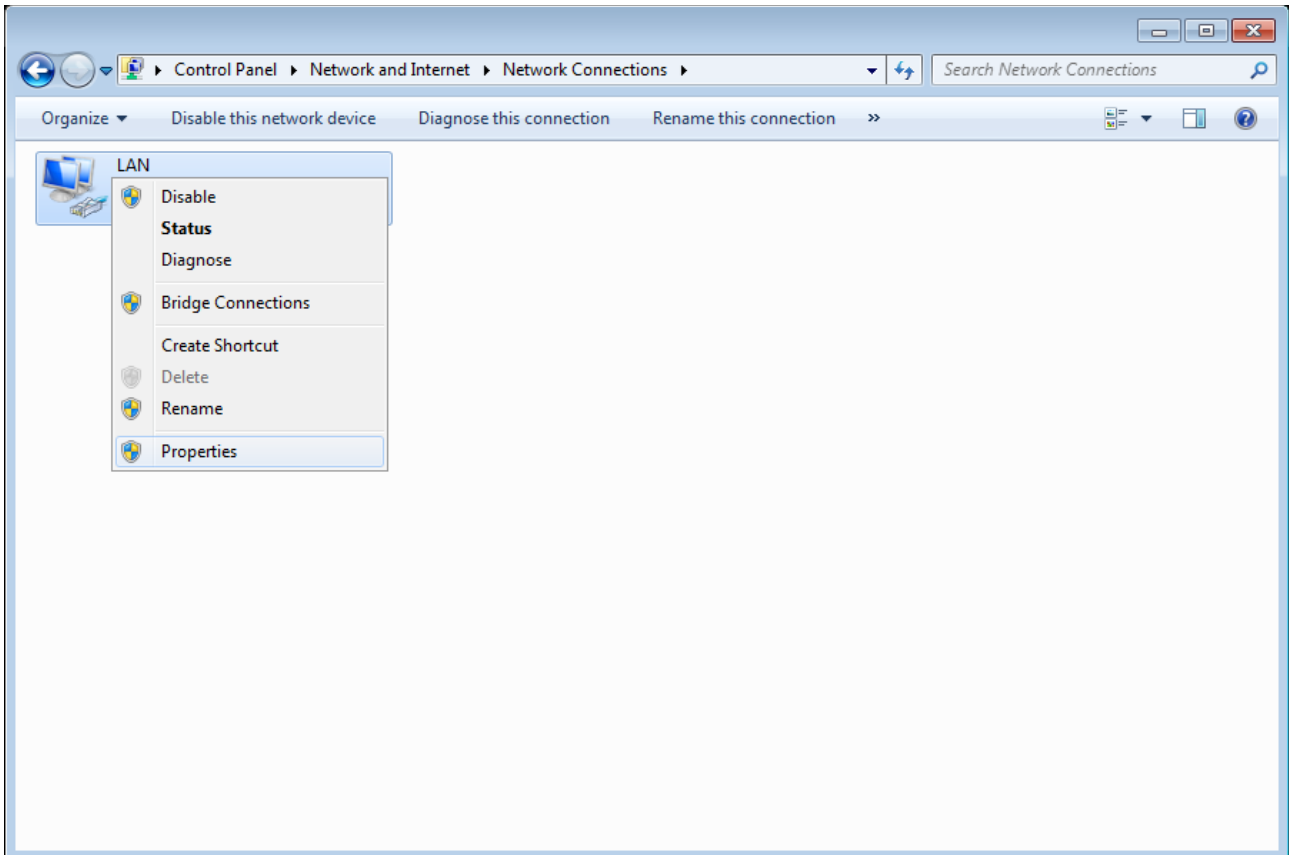 Control Panel Network and Internet Network Connections Search Network Connections
Organize Disable this network device Diagnose this connection Rename this connection »
LAN
Disable
Status
Diagnose
Bridge Connections
Create Shortcut
Delete
Rename
Properties